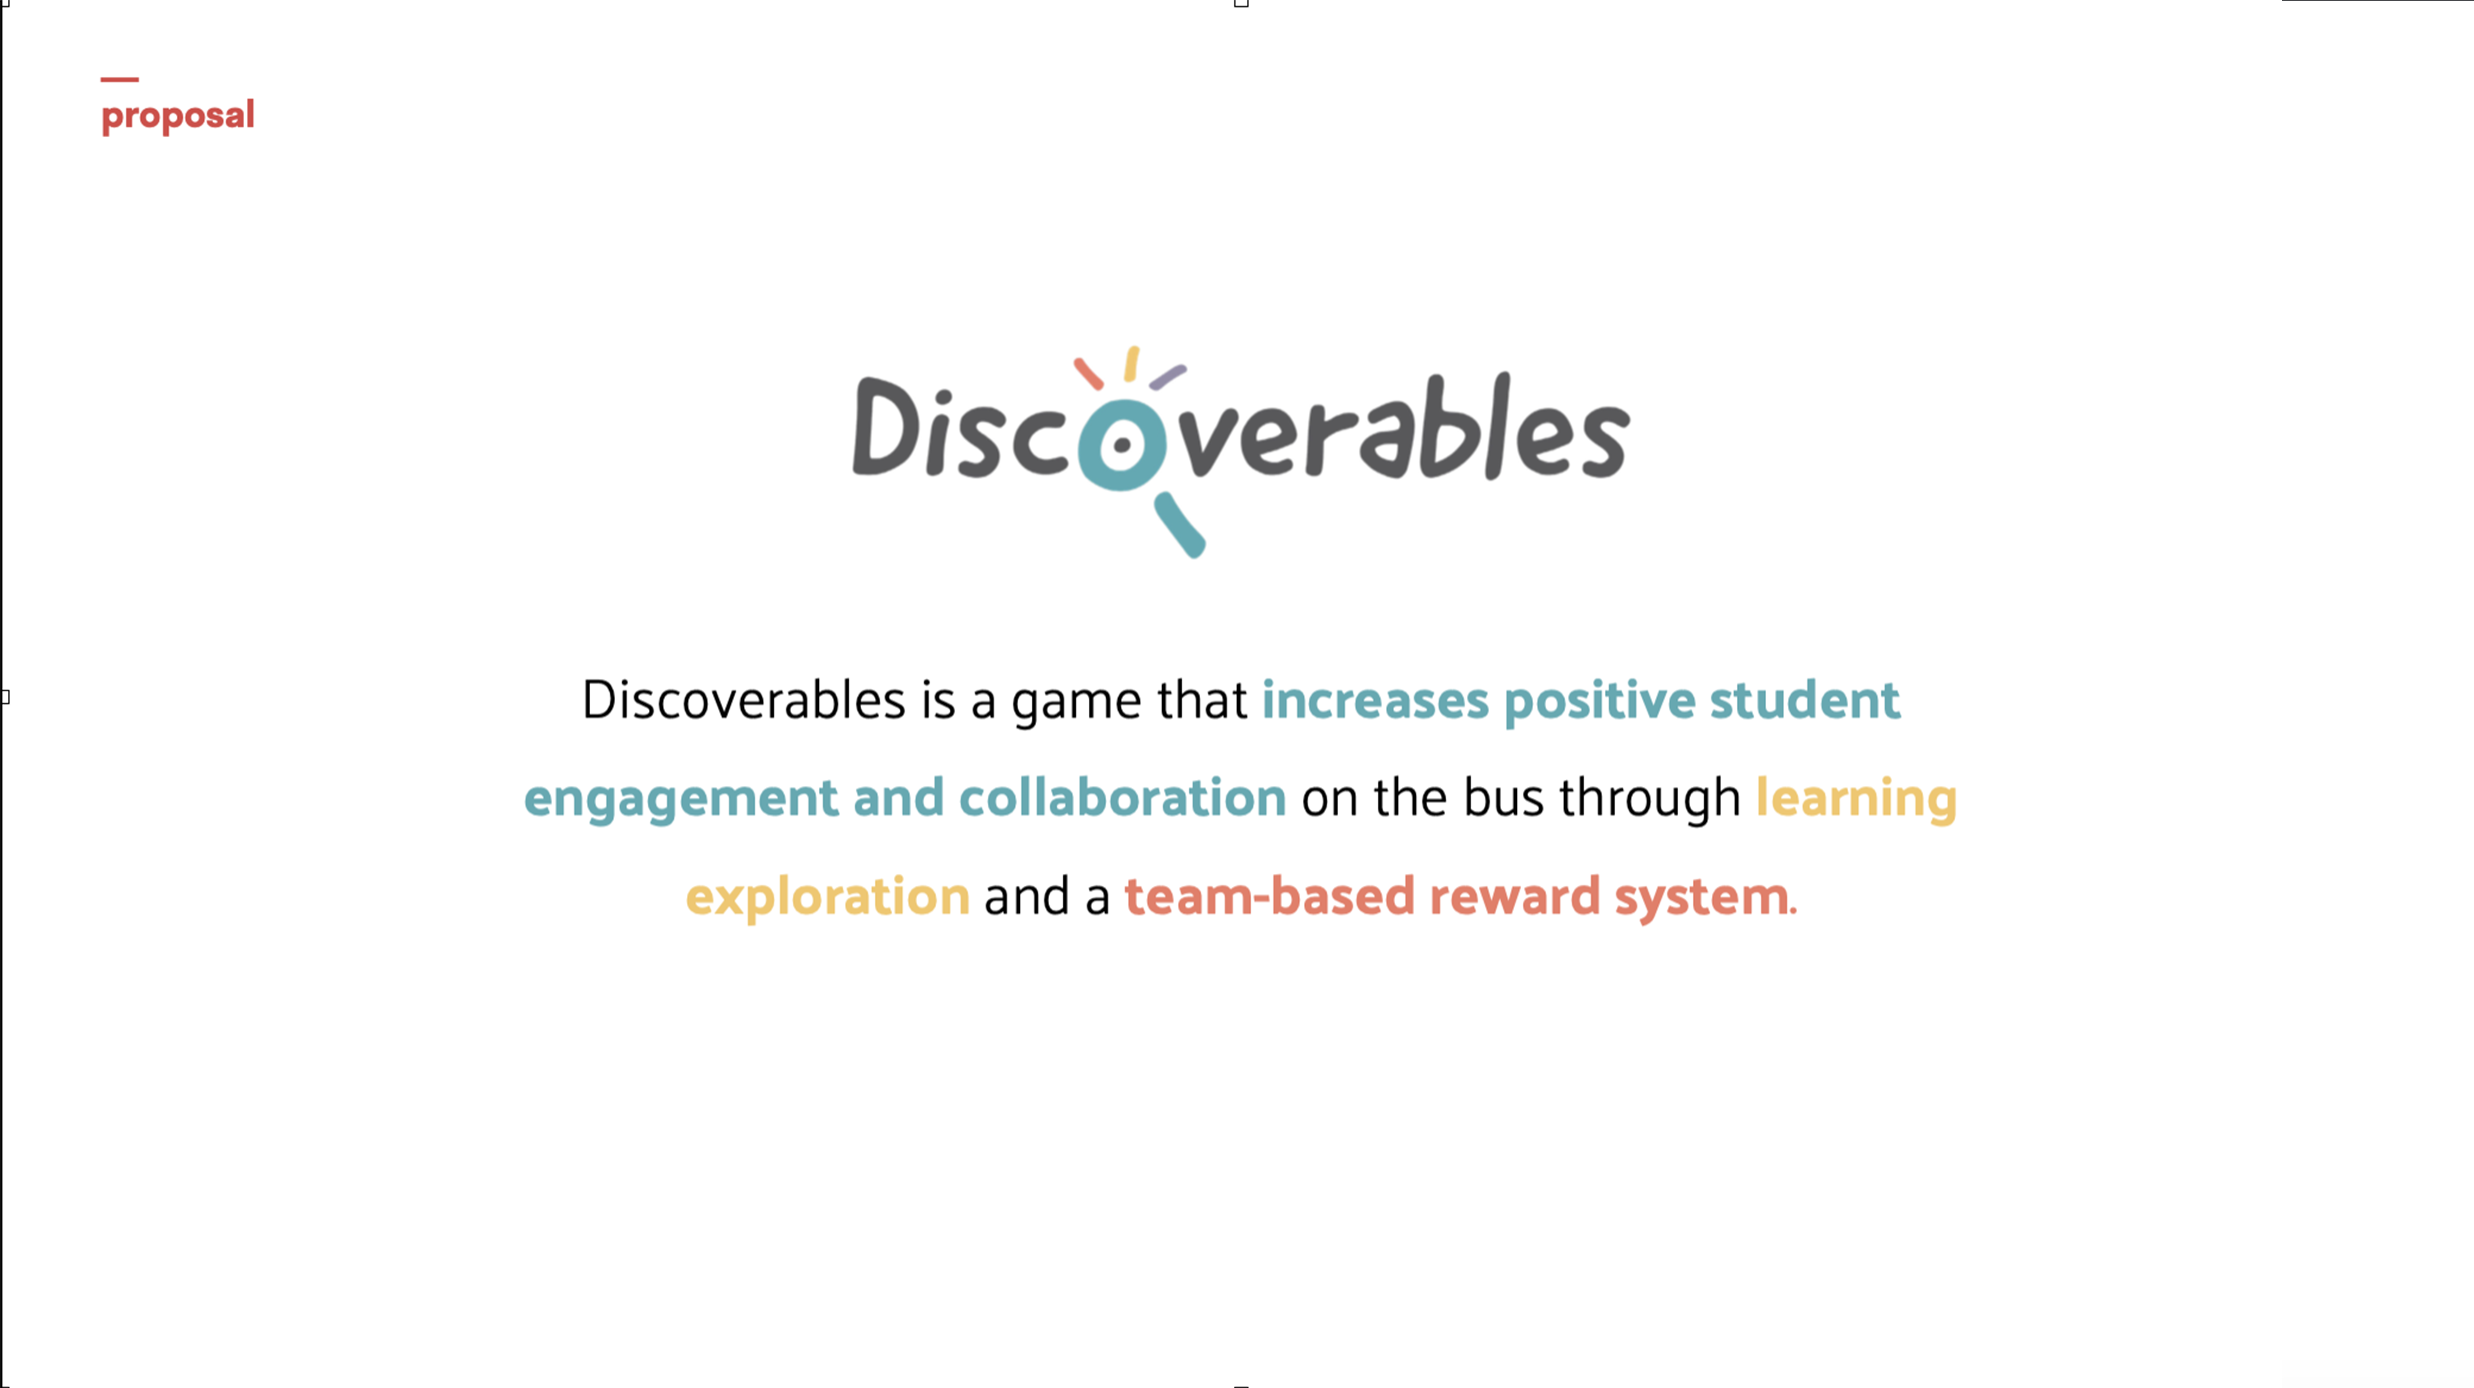 proposal
Discoverables
Discoverables is a game that increases positive student
engagement and collaboration on the bus through learning
exploration and a team-based reward system.